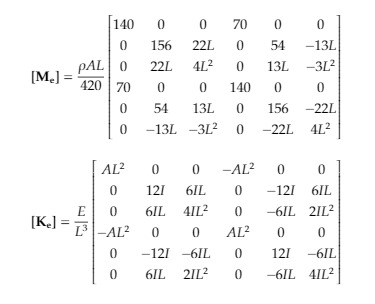 140 0 0 70 0 0
0 156 22L 0 54 −13L
[Mₑ] = ρAL/420 0 22L 4L² 0 13L −3L²
70 0 0 140 0 0
0 54 13L 0 156 −22L
0 −13L −3L² 0 −22L 4L²
AL² 0 0 −AL² 0 0
0 12I 6IL 0 −12I 6IL
[Kₑ] = E/L³ 0 6IL 4IL² 0 −6IL 2IL²
−AL² 0 0 AL² 0 0
0 −12I −6IL 0 12I −6IL
0 6IL 2IL² 0 −6IL 4IL²